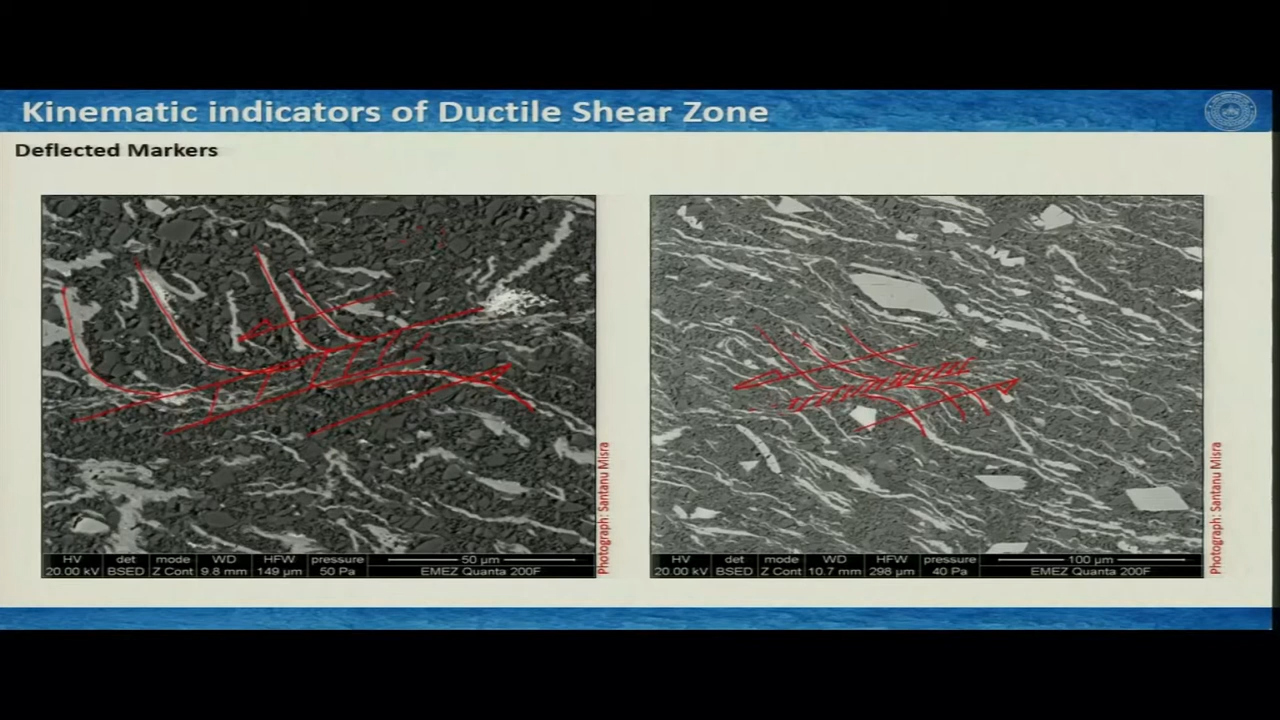 Kinematic indicators of Ductile Shear Zone
Deflected Markers
Photograph: Santanu Misra
HV det mode WD HFW pressure 50 µm
20.00 kV BSED Z Cont 9.8 mm 149 µm 50 Pa EMEZ Quanta 200F
Photograph: Santanu Misra
HV det mode WD HFW pressure 100 µm
20.00 kV BSED Z Cont 10.7 mm 298 µm 40 Pa EMEZ Quanta 200F